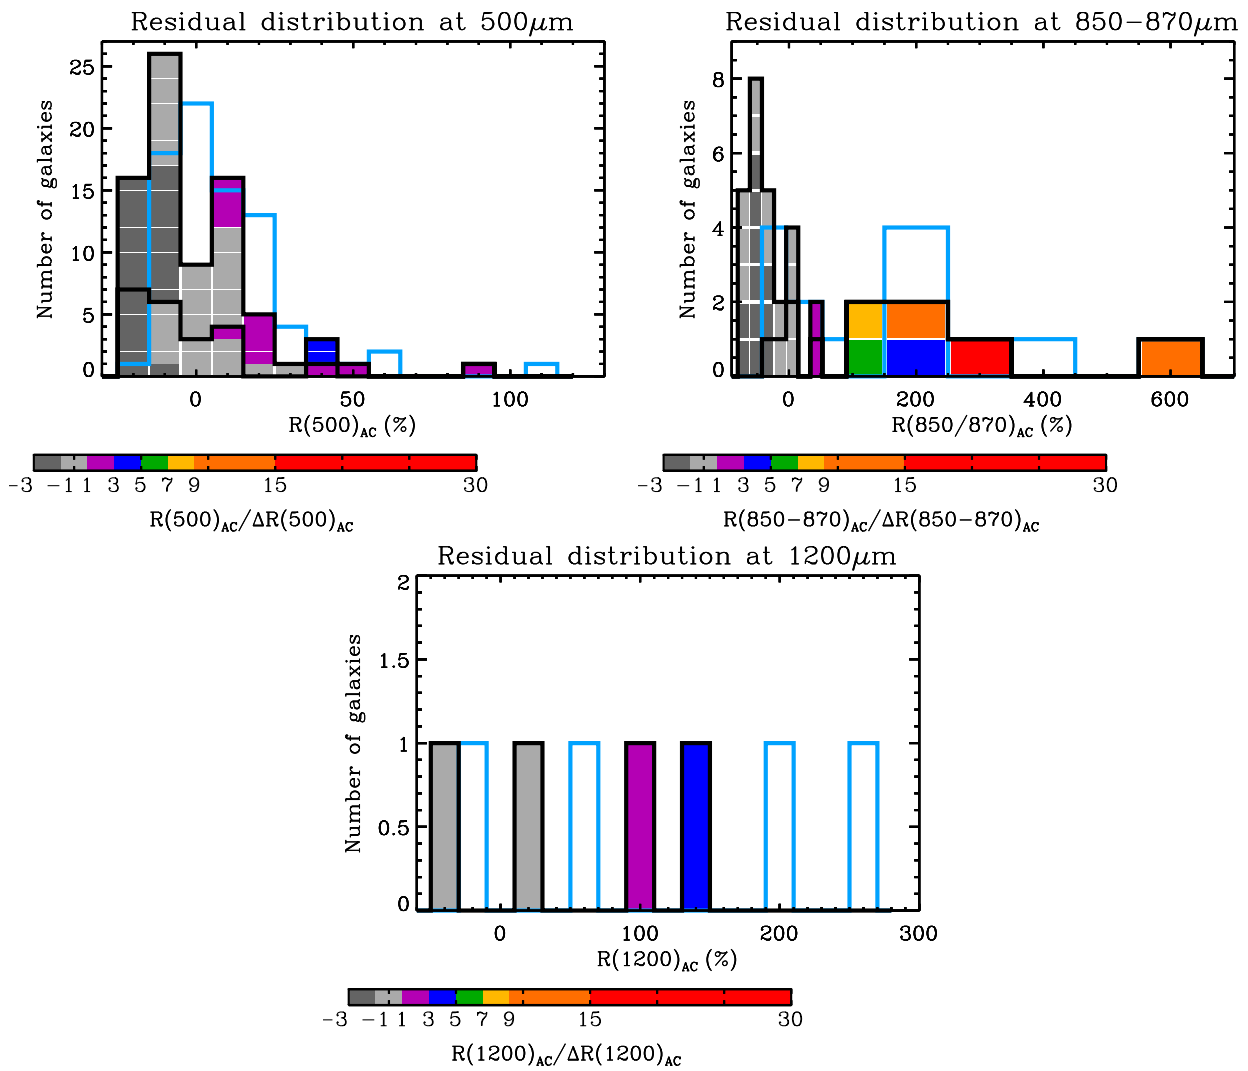 Residual distribution at 500μm
Number of galaxies
25
20
15
10
5
0
0 50 100
R(500)AC (%)
-3 -1 1 3 5 7 9 15 30
R(500)AC/ΔR(500)AC
Residual distribution at 850-870μm
Number of galaxies
8
6
4
2
0
0 200 400 600
R(850/870)AC (%)
-3 -1 1 3 5 7 9 15 30
R(850-870)AC/ΔR(850-870)AC
Residual distribution at 1200μm
Number of galaxies
2
1.5
1
0.5
0
0 100 200 300
R(1200)AC (%)
-3 -1 1 3 5 7 9 15 30
R(1200)AC/ΔR(1200)AC